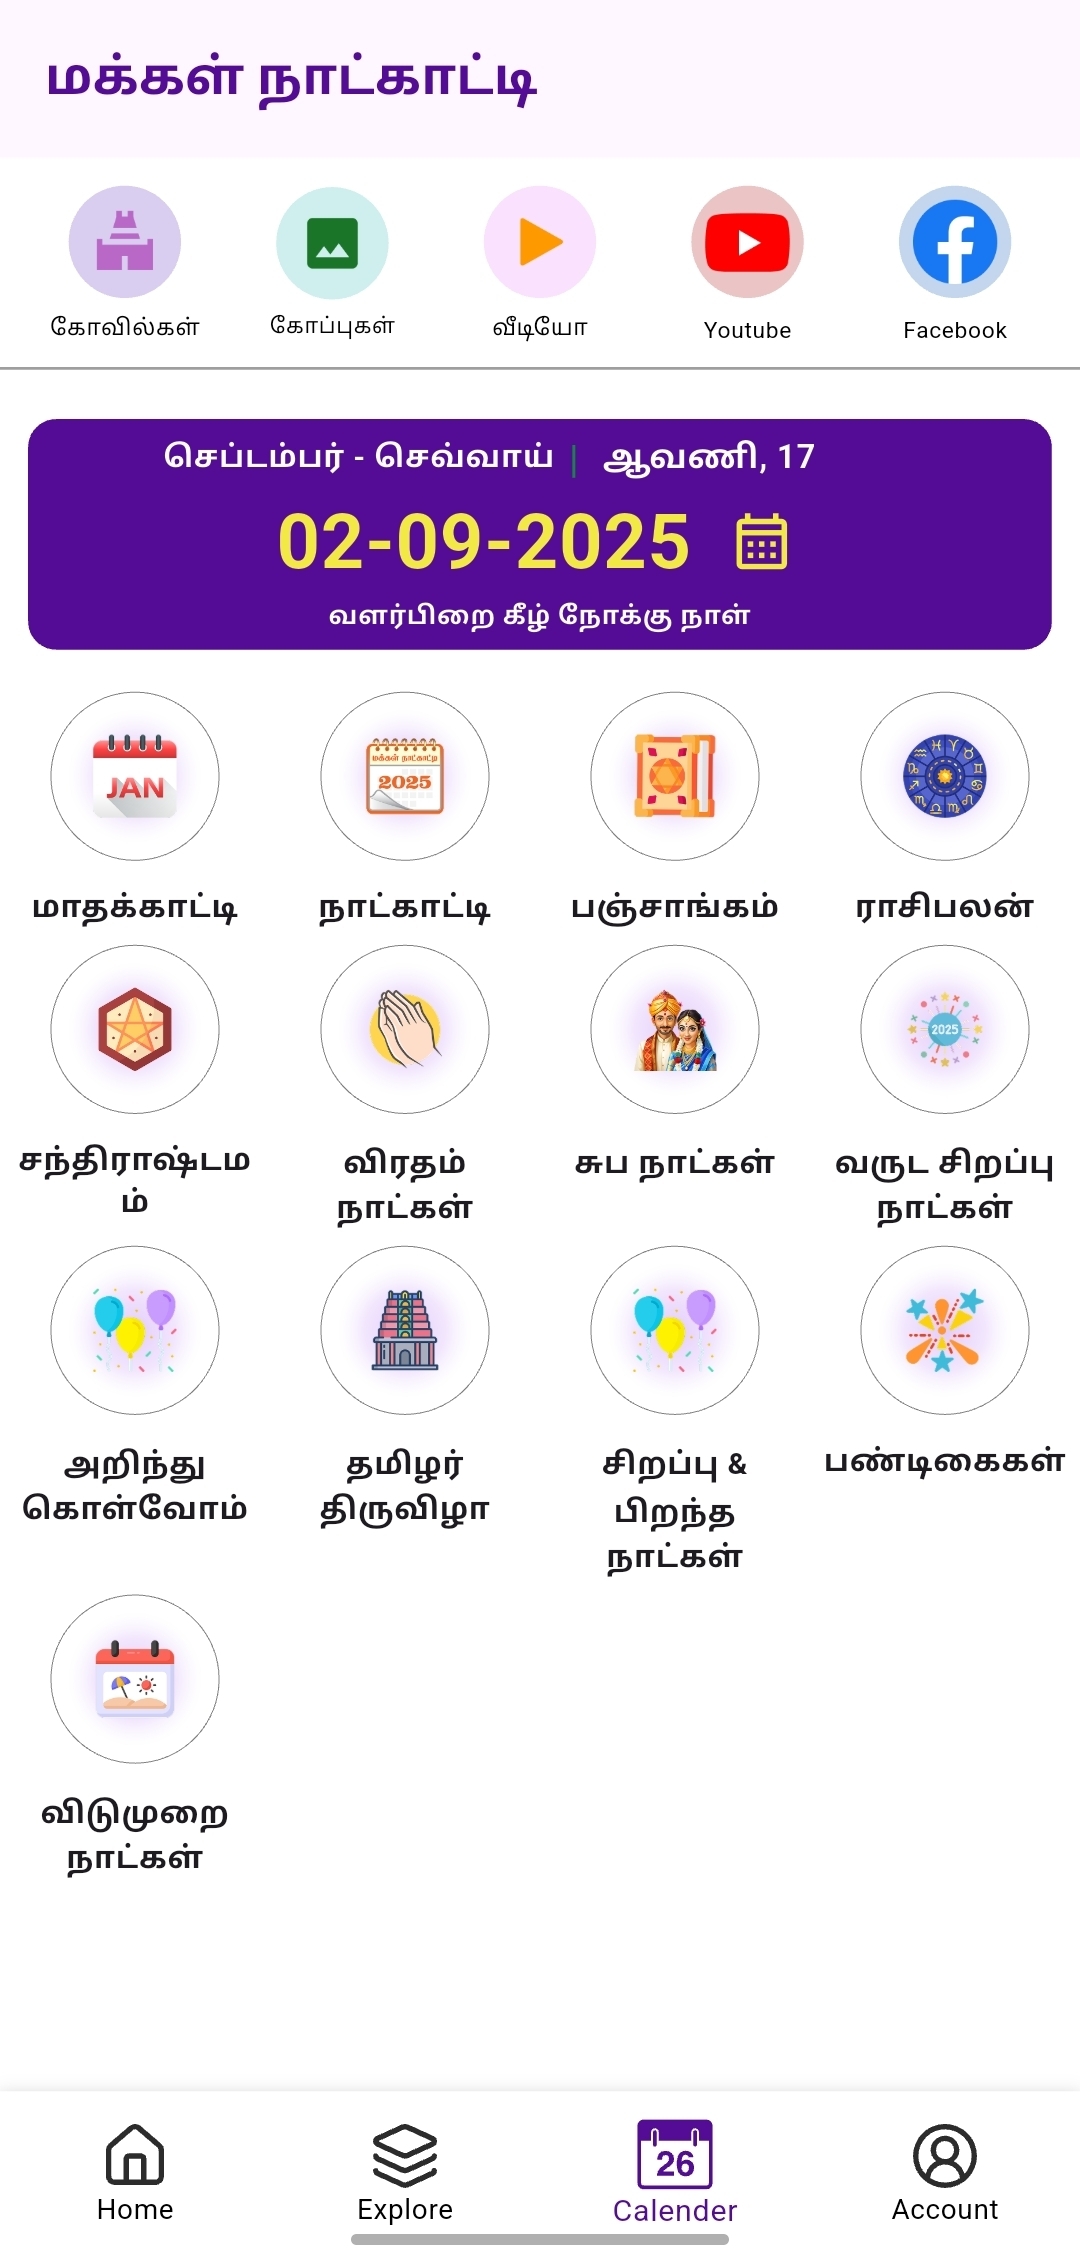 மக்கள் நாட்காட்டி
கோவில்கள் கோப்புகள் வீடியோ Youtube Facebook
செப்டம்பர் - செவ்வாய் | ஆவணி, 17
02-09-2025
வளர்பிறை கீழ் நோக்கு நாள்
JAN
மக்கள் நாட்காட்டி
2025
மாதக்காட்டி நாட்காட்டி பஞ்சாங்கம் ராசிபலன்
2025
சந்திராஷ்டம விரதம் சுப நாட்கள் வருட சிறப்பு
ம் நாட்கள் நாட்கள்
அறிந்து தமிழர் சிறப்பு & பண்டிகைகள்
கொள்வோம் திருவிழா பிறந்த
நாட்கள்
விடுமுறை
நாட்கள்
26
Home Explore Calender Account